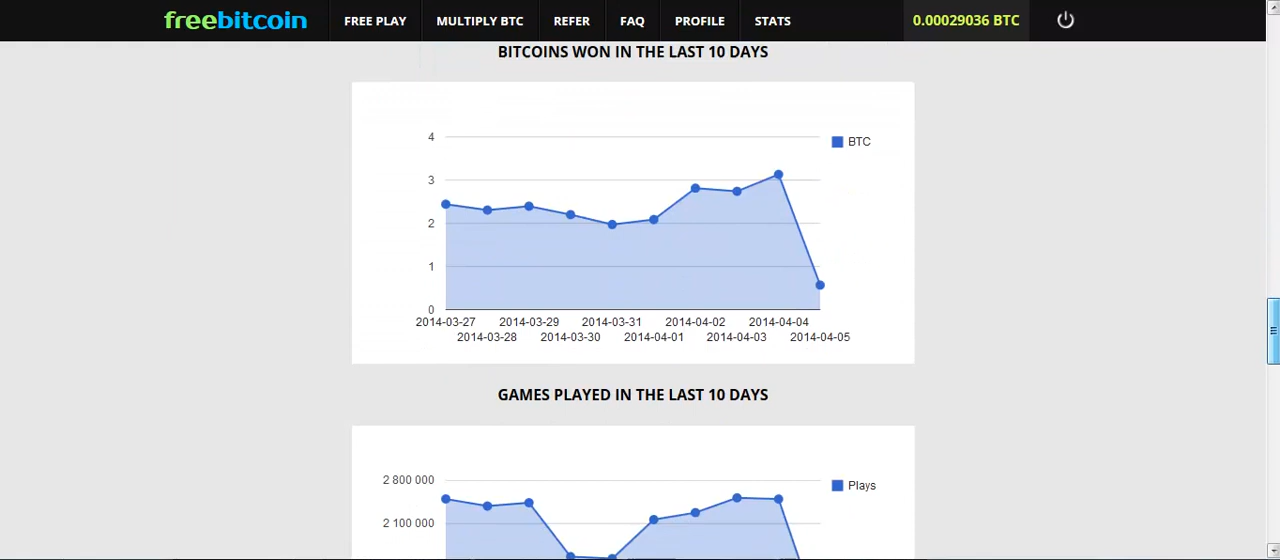 freebitcoin FREE PLAY MULTIPLY BTC REFER FAQ PROFILE STATS 0.00029036 BTC
BITCOINS WON IN THE LAST 10 DAYS
4
BTC
3
2
1
0
2014-03-27 2014-03-29 2014-03-31 2014-04-02 2014-04-04
2014-03-28 2014-03-30 2014-04-01 2014-04-03 2014-04-05
GAMES PLAYED IN THE LAST 10 DAYS
2 800 000
Plays
2 100 000